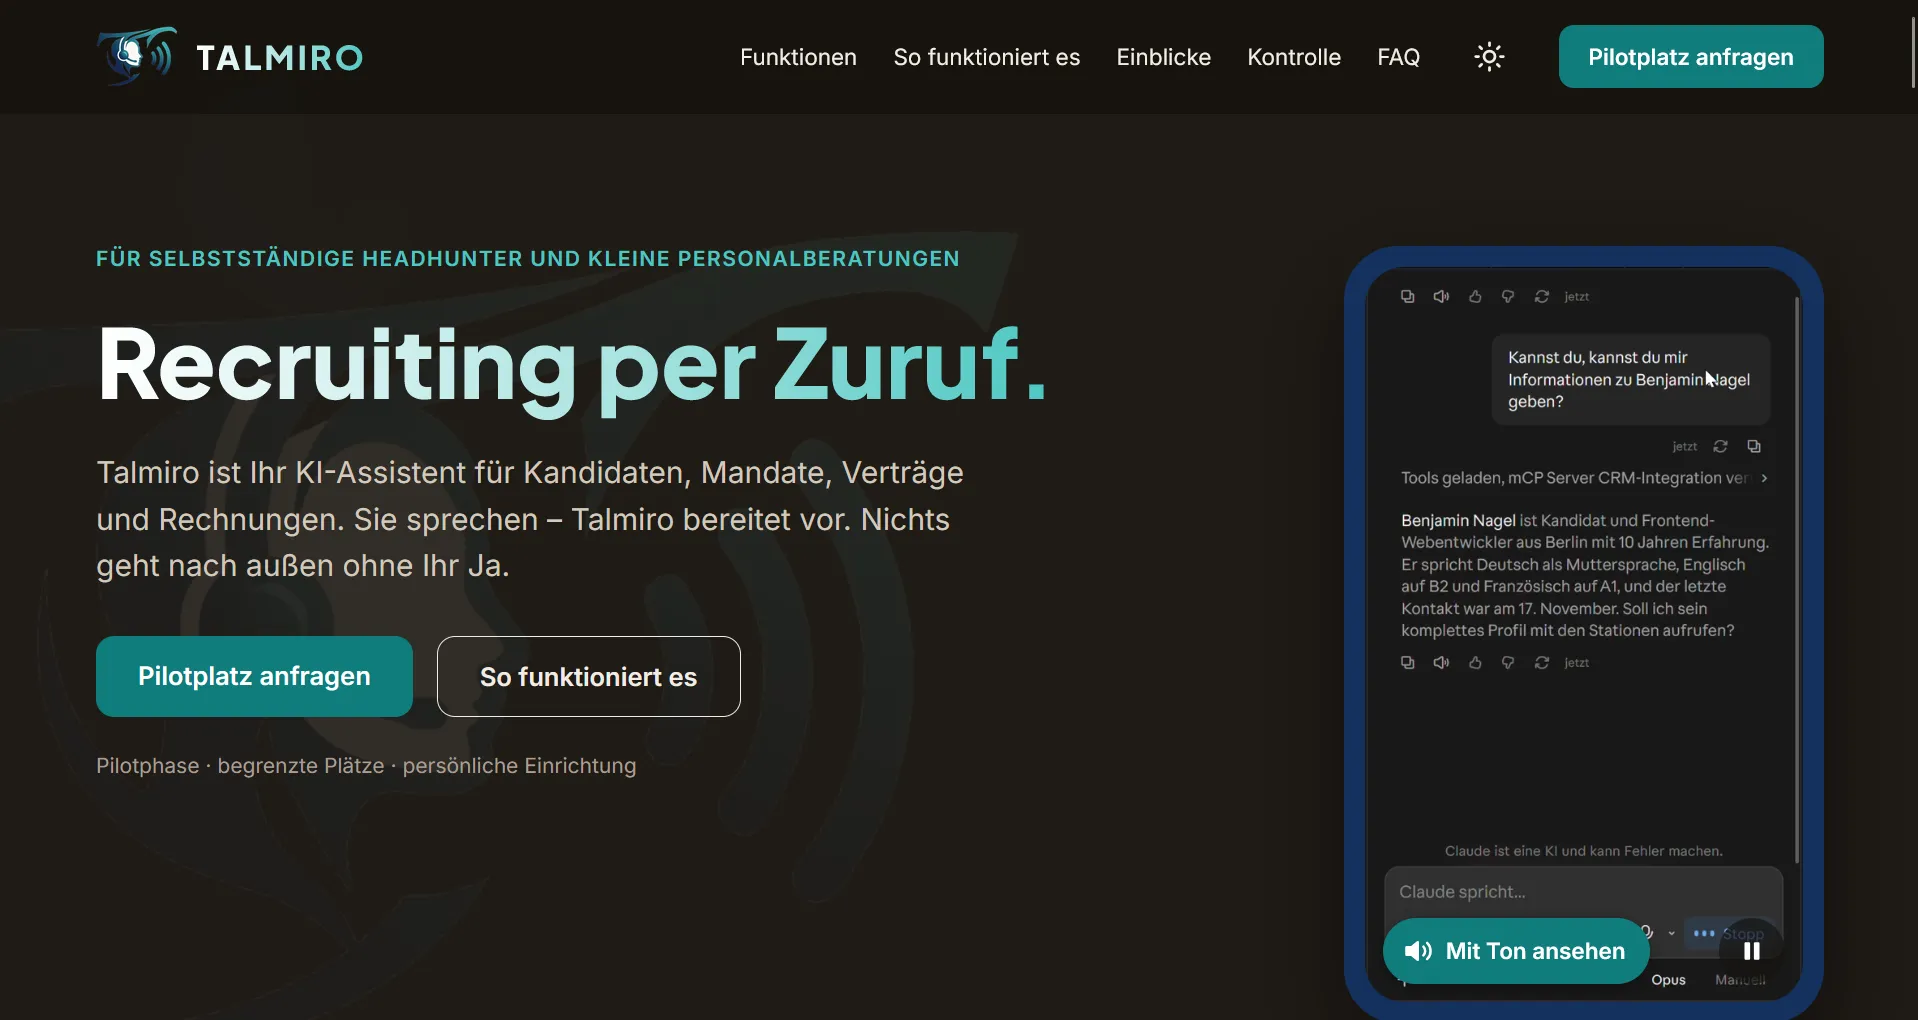 TALMIRO
Funktionen
So funktioniert es
Einblicke
Kontrolle
FAQ
Pilotplatz anfragen
FÜR SELBSTSTÄNDIGE HEADHUNTER UND KLEINE PERSONALBERATUNGEN
Recruiting per Zuruf.
Talmiro ist Ihr KI-Assistent für Kandidaten, Mandate, Verträge
und Rechnungen. Sie sprechen – Talmiro bereitet vor. Nichts
geht nach außen ohne Ihr Ja.
Pilotplatz anfragen
So funktioniert es
Pilotphase · begrenzte Plätze · persönliche Einrichtung
jetzt
Kannst du, kannst du mir
Informationen zu Benjamin Nagel
geben?
jetzt
Tools geladen, mCP Server CRM-Integration
Benjamin Nagel ist Kandidat und Frontend-
Webentwickler aus Berlin mit 10 Jahren Erfahrung.
Er spricht Deutsch als Muttersprache, Englisch
auf B2 und Französisch auf A1, und der letzte
Kontakt war am 17. November. Soll ich sein
komplettes Profil mit den Stationen aufrufen?
jetzt
Claude ist eine KI und kann Fehler machen.
Claude spricht...
Stopp
Mit Ton ansehen
Opus
Manuell